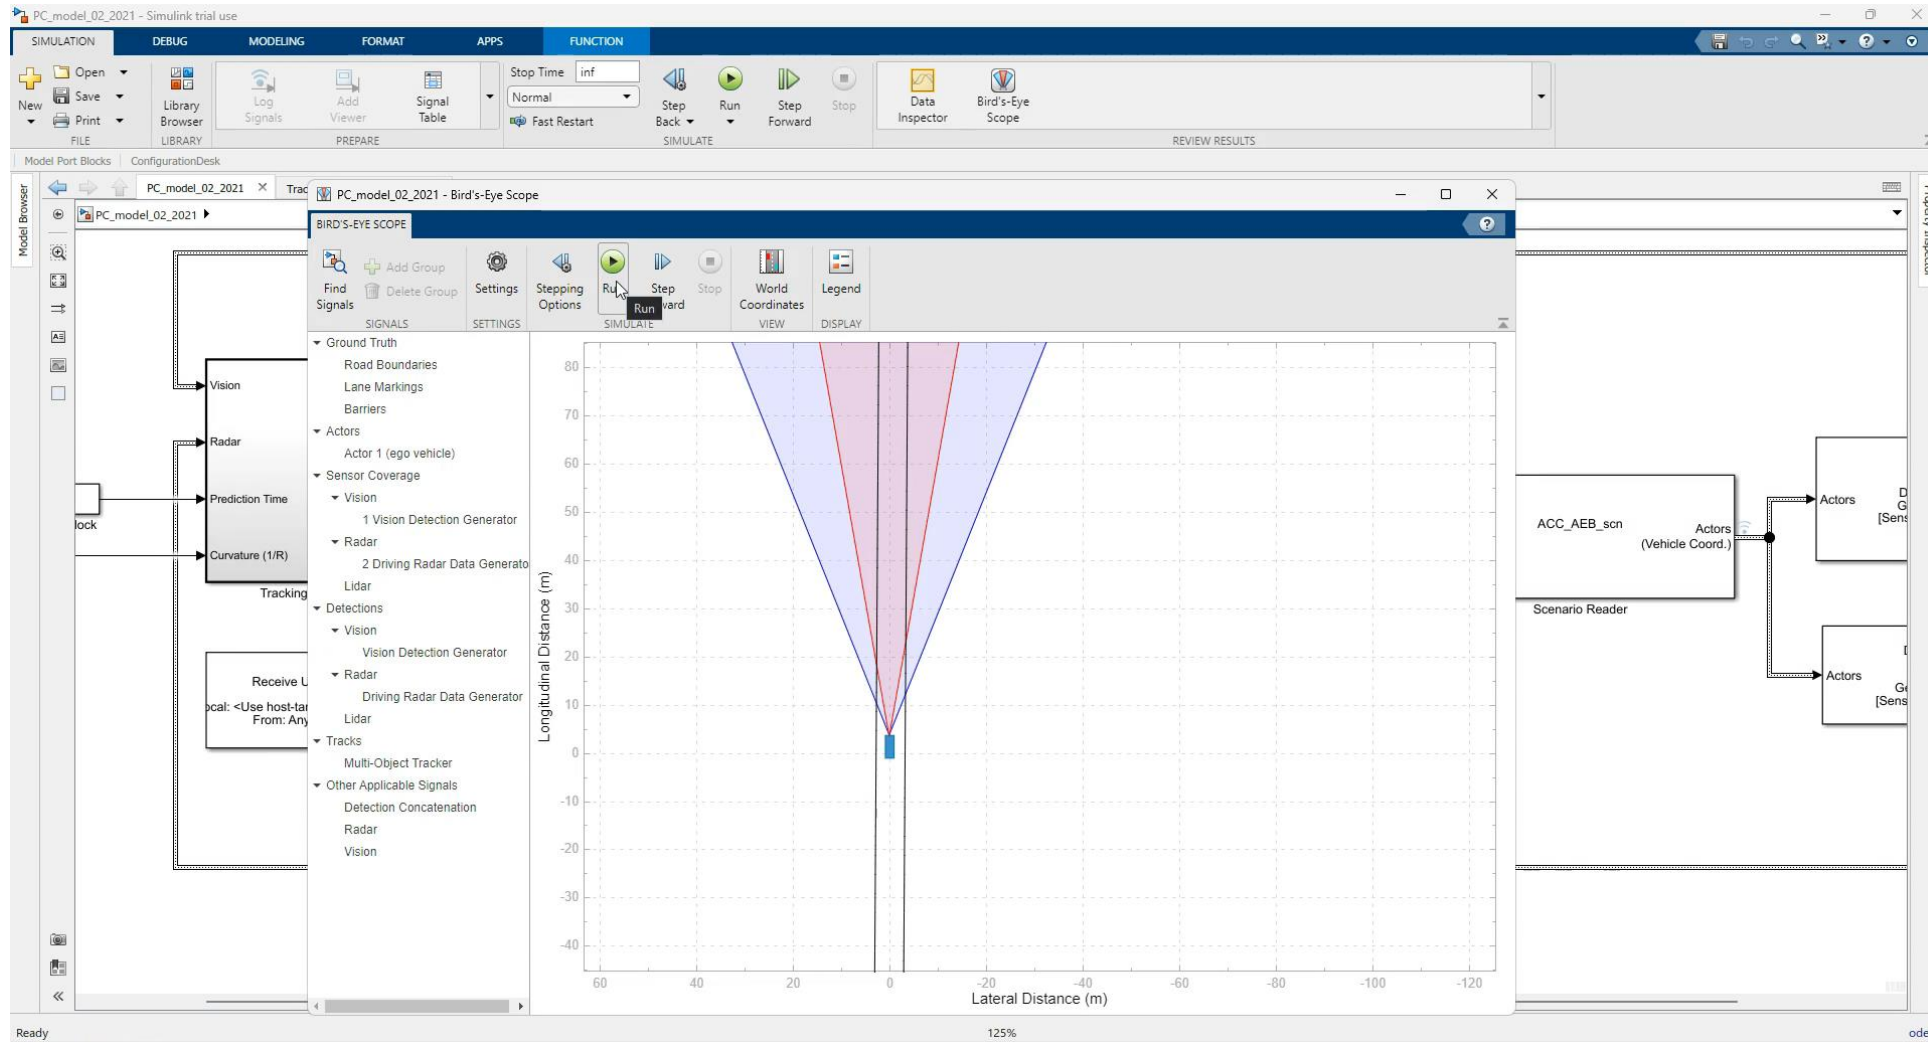 PC_model_02_2021 - Simulink trial use
SIMULATION DEBUG MODELING FORMAT APPS FUNCTION
New
Open
Save
Print
FILE
Library Browser
LIBRARY
Log Signals
Add Viewer
Signal Table
PREPARE
Stop Time inf
Normal
Fast Restart
Step Back
Run
Step Forward
Stop
SIMULATE
Data Inspector
Bird's-Eye Scope
REVIEW RESULTS
Model Port Blocks ConfigurationDesk
Model Browser
PC_model_02_2021
PC_model_02_2021
Vision
Radar
Prediction Time
Curvature (1/R)
Tracking
lock
Receive U
ocal: <Use host-tar
From: Any
PC_model_02_2021 - Bird's-Eye Scope
BIRD'S-EYE SCOPE
Find Signals
Add Group
Delete Group
SIGNALS
Settings
SETTINGS
Stepping Options
Run
Step
Stop
SIMULATE
World Coordinates
VIEW
Legend
DISPLAY
Ground Truth
Road Boundaries
Lane Markings
Barriers
Actors
Actor 1 (ego vehicle)
Sensor Coverage
Vision
1 Vision Detection Generator
Radar
2 Driving Radar Data Generato
Lidar
Detections
Vision
Vision Detection Generator
Radar
Driving Radar Data Generator
Lidar
Tracks
Multi-Object Tracker
Other Applicable Signals
Detection Concatenation
Radar
Vision
Longitudinal Distance (m)
80
70
60
50
40
30
20
10
0
-10
-20
-30
-40
60 40 20 0 -20 -40 -60 -80 -100 -120
Lateral Distance (m)
ACC_AEB_scn
Actors
(Vehicle Coord.)
Scenario Reader
Actors
D
G
[Sens
Actors
Ge
[Sens
Ready
125%
ode